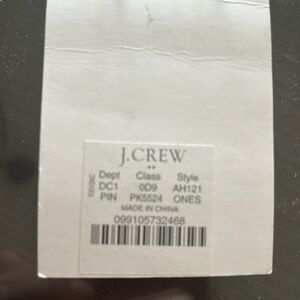 J.CREW
Dept Class Style
DC1 0D9 AH121
PIN PK5524 ONES
MADE IN CHINA
099105732468